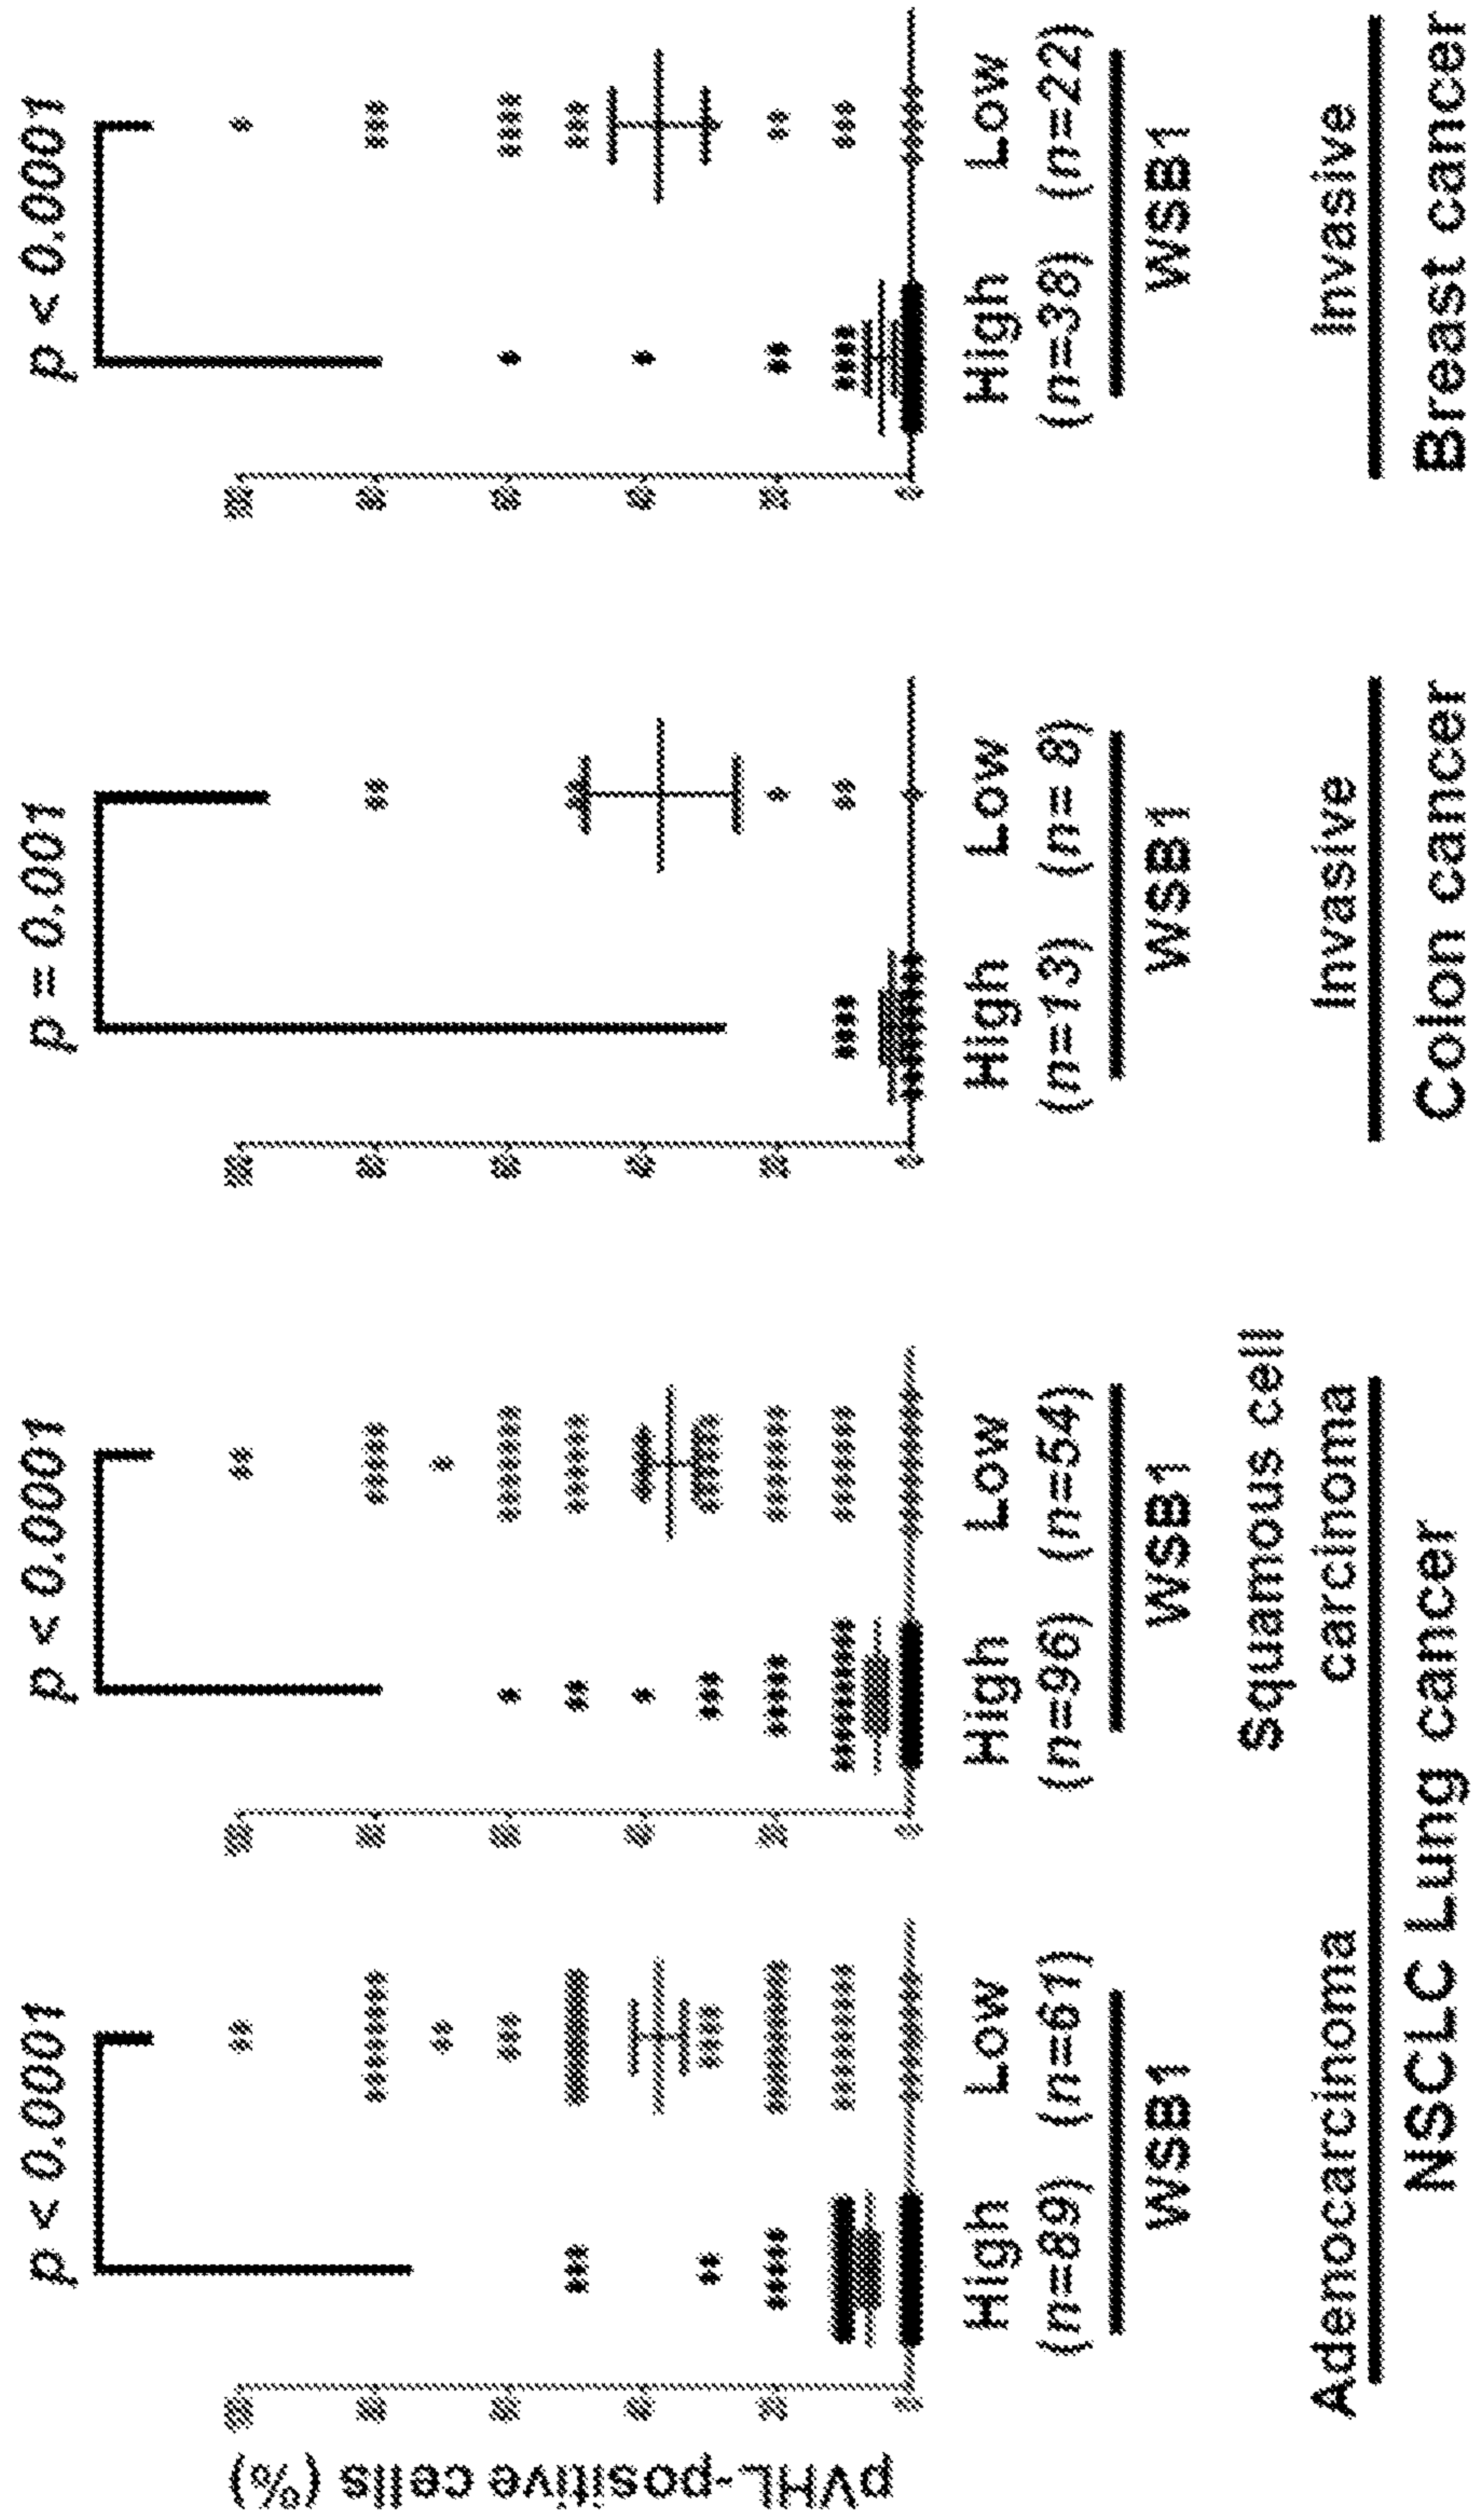 pVHL-positive cells (%)
p < 0.0001
p < 0.0001
p = 0.001
p < 0.0001
High Low
(n=89) (n=61)
WSB1
High Low
(n=96) (n=54)
WSB1
High Low
(n=13) (n= 8)
WSB1
High Low
(n=38) (n=22)
WSB1
Adenocarcinoma
Squamous cell
carcinoma
NSCLC Lung cancer
Invasive
Colon cancer
Invasive
Breast cancer